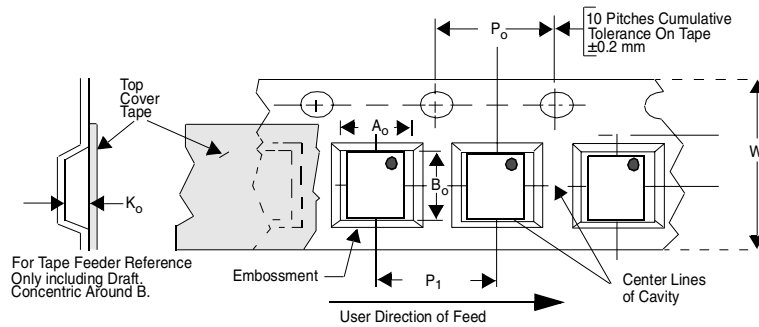 10 Pitches Cumulative
Tolerance On Tape
±0.2 mm
Po
Top
Cover
Tape
Ao
W
Bo
Ko
For Tape Feeder Reference
Only including Draft.
Concentric Around B.
Embossment
P1
Center Lines
of Cavity
User Direction of Feed